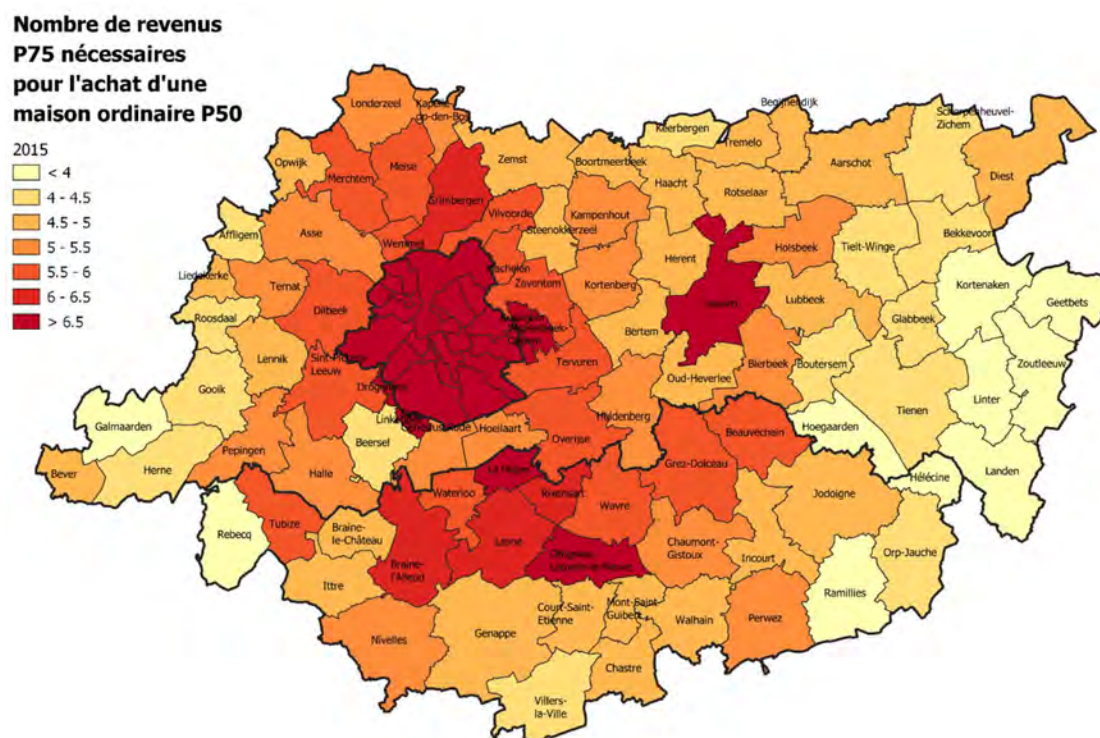 Nombre de revenus
P75 nécessaires
pour l'achat d'une
maison ordinaire P50
2015
< 4
4 - 4.5
4.5 - 5
5 - 5.5
5.5 - 6
6 - 6.5
> 6.5
Londerzeel
Kapelle-
op-den-Bos
Begijnendijk
Scherpenheuvel-
Zichem
Keerbergen
Tremelo
Opwijk
Merchtem
Meise
Zemst
Boortmeerbeek
Aarschot
Diest
Haacht
Rotselaar
Grimbergen
Vilvoorde
Kampenhout
Affligem
Asse
Wemmel
Steenokkerzeel
Herent
Holsbeek
Tielt-Winge
Bekkevoort
Liedekerke
Ternat
Machelen
Zaventem
Kortenberg
Kortenaken
Geetbets
Dilbeek
Leuven
Lubbeek
Glabbeek
Roosdaal
Bertem
Lennik
Sint-Pieters-
Leeuw
Tervuren
Bierbeek
Boutersem
Zoutleeuw
Gooik
Drogenbos
Oud-Heverlee
Linter
Tienen
Galmaarden
Linkebeek
Hoeilaart
Huldenberg
Hoegaarden
Beersel
Overijse
Beauvechain
Pepingen
Bever
Herne
Halle
La Hulpe
Grez-Doiceau
Hélécine
Landen
Waterloo
Rixensart
Wavre
Jodoigne
Rebecq
Tubize
Braine-
le-Château
Lasne
Chaumont-
Gistoux
Incourt
Orp-Jauche
Braine-
l'Alleud
Ittre
Ramillies
Court-Saint-
Etienne
Mont-Saint-
Guibert
Walhain
Perwez
Nivelles
Genappe
Chastre
Villers-
la-Ville